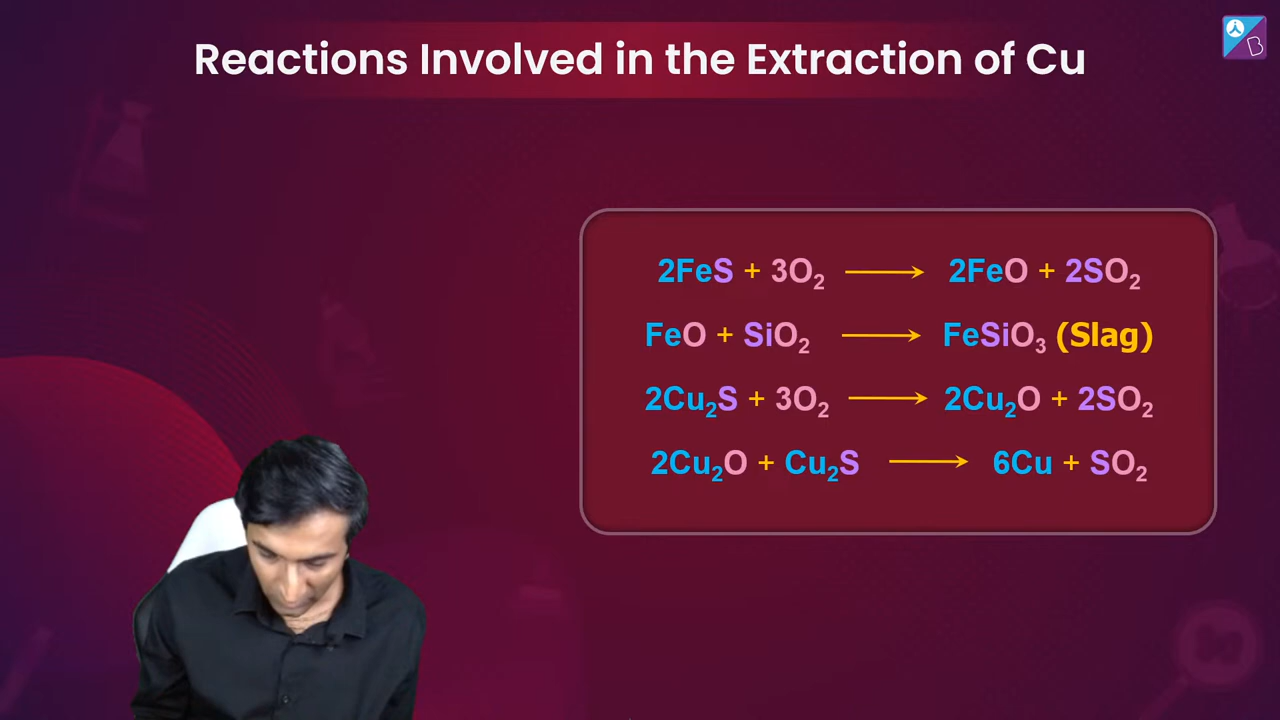 Reactions Involved in the Extraction of Cu
B
2FeS + 3O₂ ⟶ 2FeO + 2SO₂
FeO + SiO₂ ⟶ FeSiO₃ (Slag)
2Cu₂S + 3O₂ ⟶ 2Cu₂O + 2SO₂
2Cu₂O + Cu₂S ⟶ 6Cu + SO₂